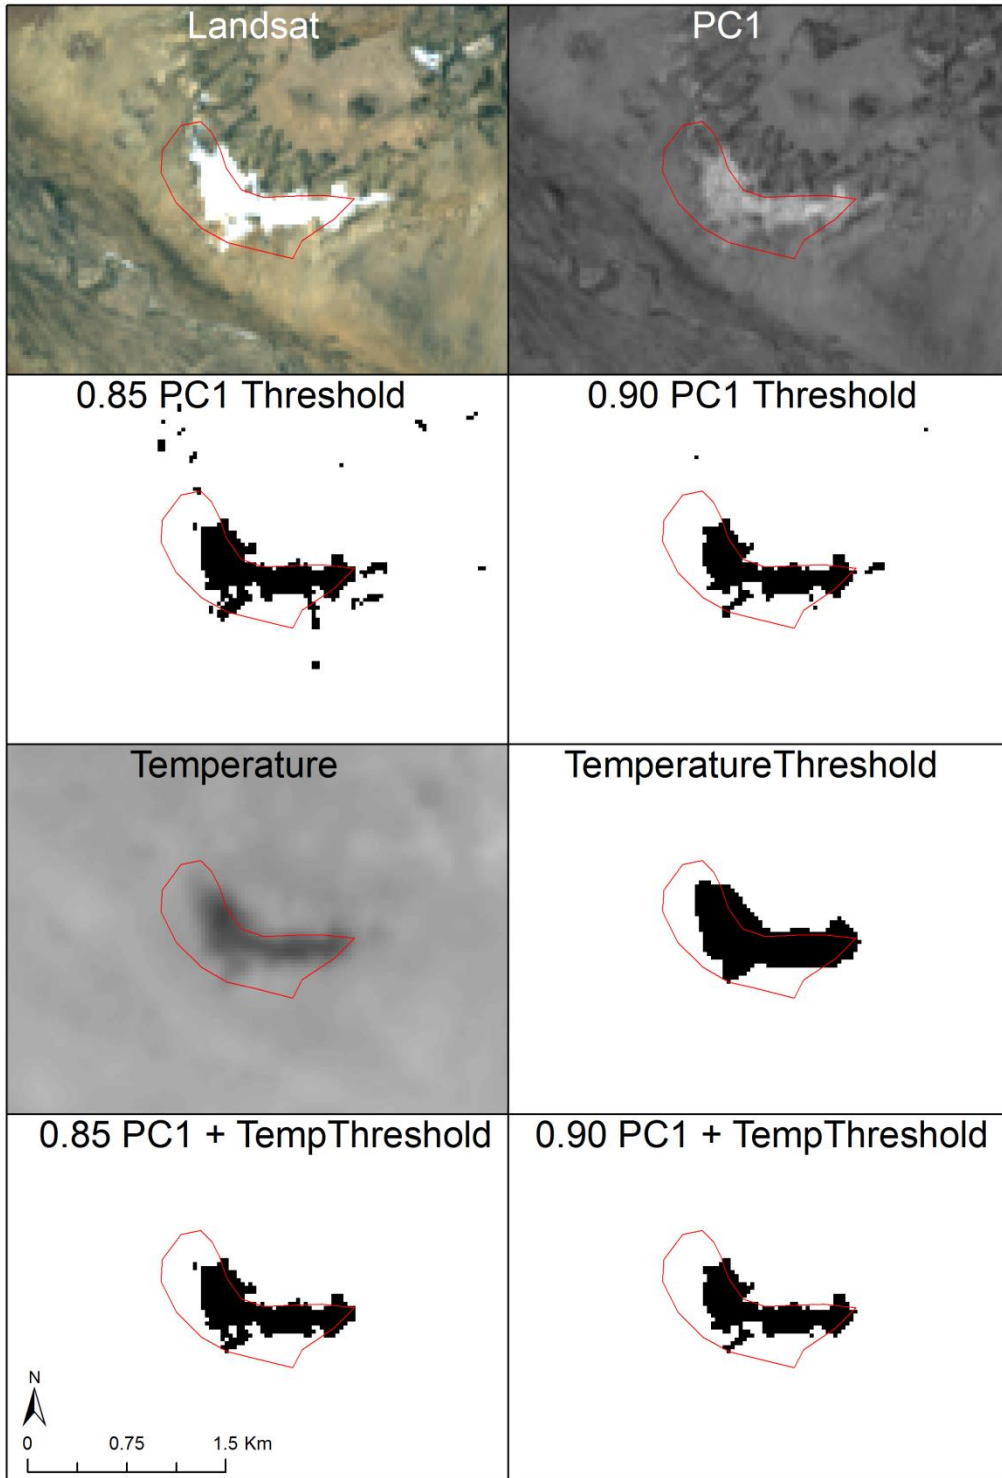 Landsat
PC1
0.85 PC1 Threshold
0.90 PC1 Threshold
Temperature
TemperatureThreshold
0.85 PC1 + TempThreshold
0.90 PC1 + TempThreshold
N
0 0.75 1.5 Km